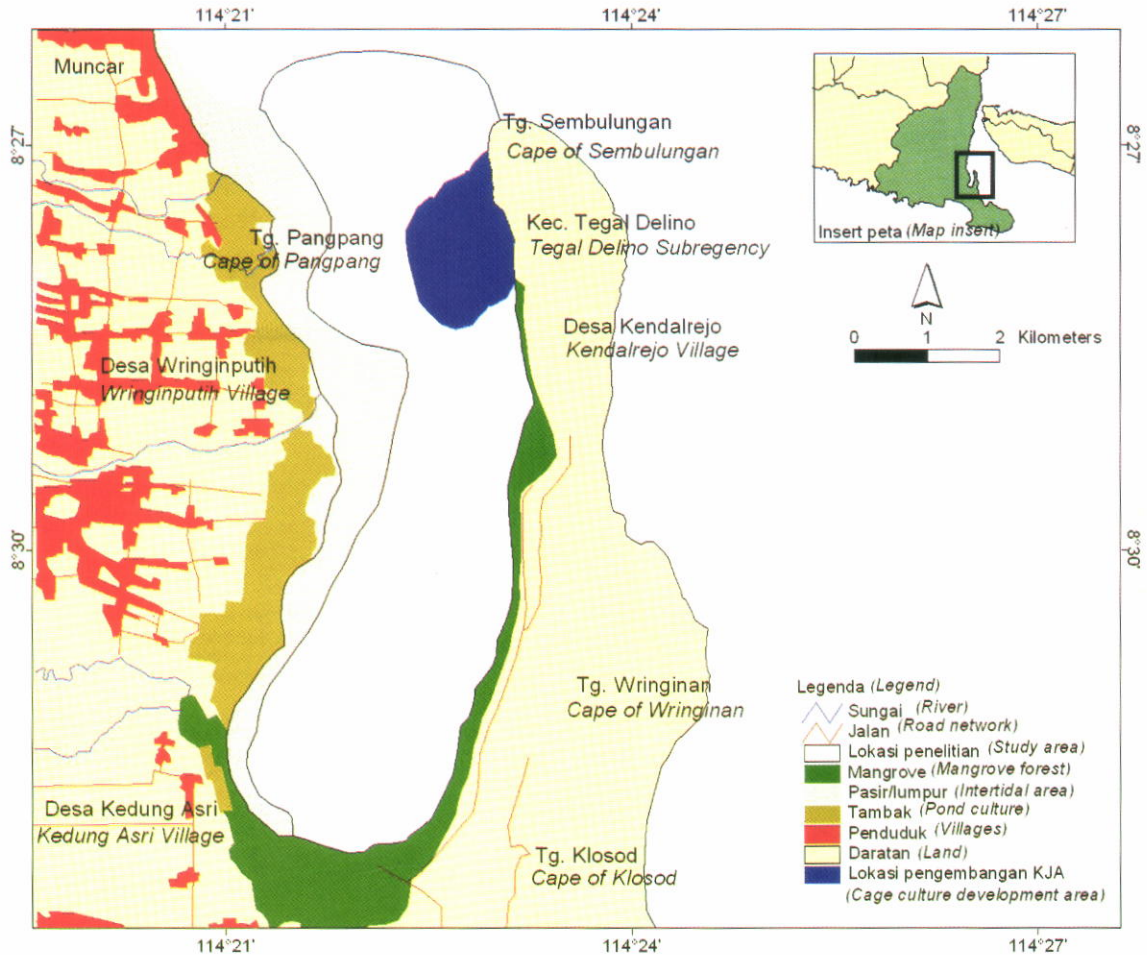 114°21'
114°24'
114°27'
Muncar
8°27'
8°27'
Tg. Sembulungan
Cape of Sembulungan
Insert peta (Map insert)
Tg. Pangpang
Cape of Pangpang
Kec. Tegal Delino
Tegal Delino Subregency
N
0 1 2 Kilometers
Desa Kendalrejo
Kendalrejo Village
Desa Wringinputih
Wringinputih Village
8°30'
8°30'
Tg. Wringinan
Cape of Wringinan
Legenda (Legend)
Sungai (River)
Jalan (Road network)
Lokasi penelitian (Study area)
Mangrove (Mangrove forest)
Pasir/lumpur (Intertidal area)
Tambak (Pond culture)
Penduduk (Villages)
Daratan (Land)
Lokasi pengembangan KJA
(Cage culture development area)
Desa Kedung Asri
Kedung Asri Village
Tg. Klosod
Cape of Klosod
114°21'
114°24'
114°27'